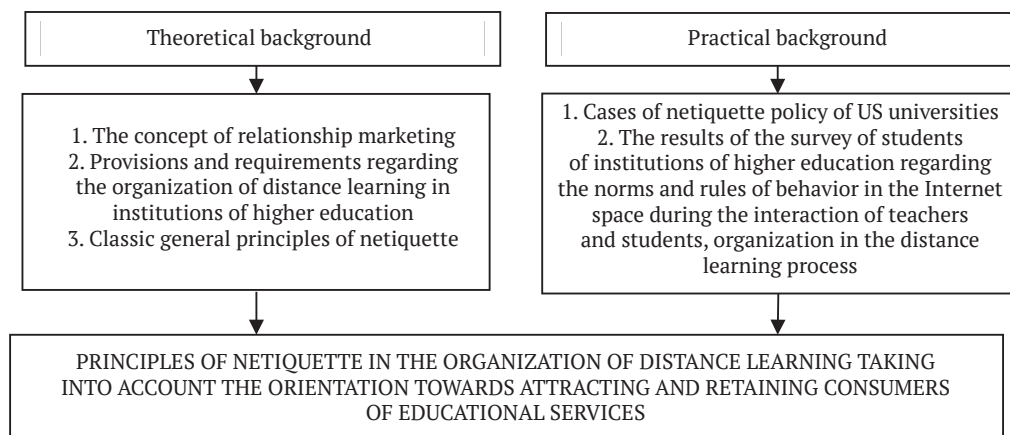 Theoretical background
Practical background
1. The concept of relationship marketing
2. Provisions and requirements regarding
the organization of distance learning in
institutions of higher education
3. Classic general principles of netiquette
1. Cases of netiquette policy of US universities
2. The results of the survey of students
of institutions of higher education regarding
the norms and rules of behavior in the Internet
space during the interaction of teachers
and students, organization in the distance
learning process
PRINCIPLES OF NETIQUETTE IN THE ORGANIZATION OF DISTANCE LEARNING TAKING
INTO ACCOUNT THE ORIENTATION TOWARDS ATTRACTING AND RETAINING CONSUMERS
OF EDUCATIONAL SERVICES